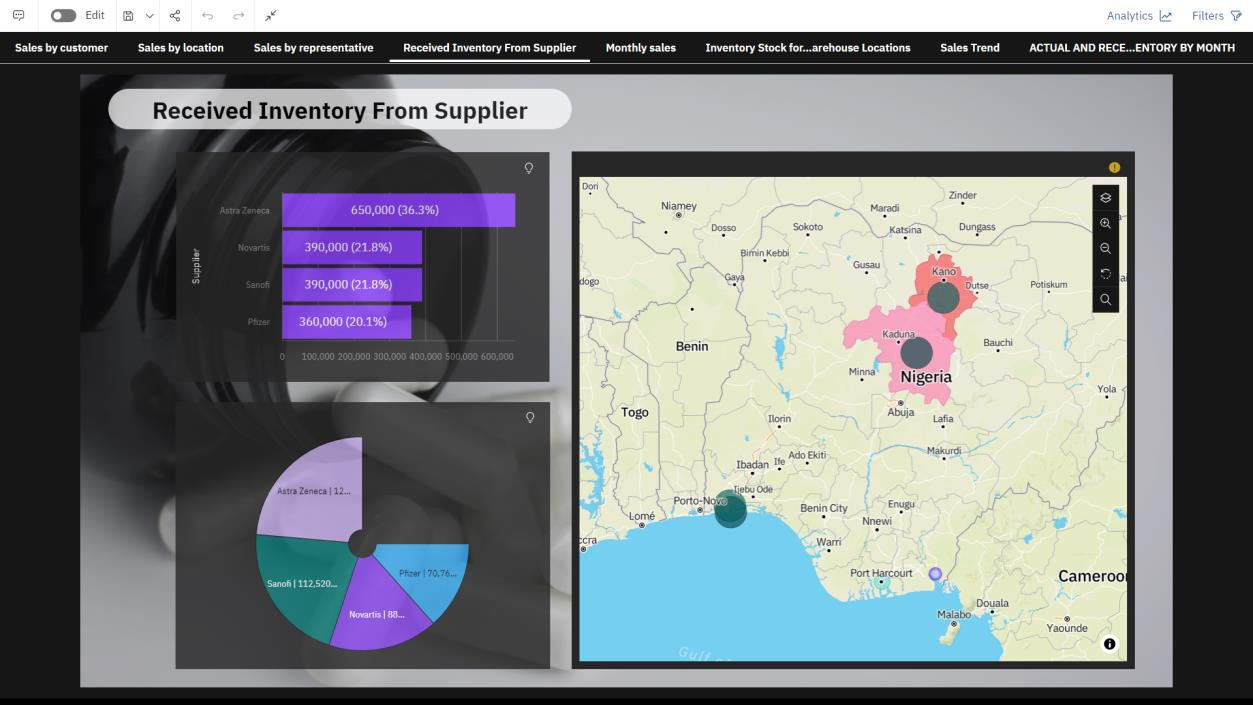 Edit
Analytics
Filters
Sales by customer
Sales by location
Sales by representative
Received Inventory From Supplier
Monthly sales
Inventory Stock for...arehouse Locations
Sales Trend
ACTUAL AND RECE...ENTORY BY MONTH
Received Inventory From Supplier
Supplier
Astra Zeneca
650,000 (36.3%)
Novartis
390,000 (21.8%)
Sanofi
390,000 (21.8%)
Pfizer
360,000 (20.1%)
0 100,000 200,000 300,000 400,000 500,000 600,000
Astra Zeneca | 12...
Sanofi | 112,520...
Pfizer | 70,76...
Novartis | 88...
Dori
Zinder
Niamey
Maradi
Dosso
Sokoto
Katsina
Dungass
Birnin Kebbi
Gusau
Kano
Gaya
dogo
Dutse
Potiskum
Kaduna
Benin
Bauchi
Minna
Nigeria
Yola
Togo
Abuja
Ilorin
Lafia
Ado Ekiti
Makurdi
Ibadan
Ife
Ijebu Ode
Porto-Novo
Benin City
Enugu
Lomé
Nnewi
ccra
Warri
Port Harcourt
Cameroo
Douala
Malabo
Yaounde
Gulf